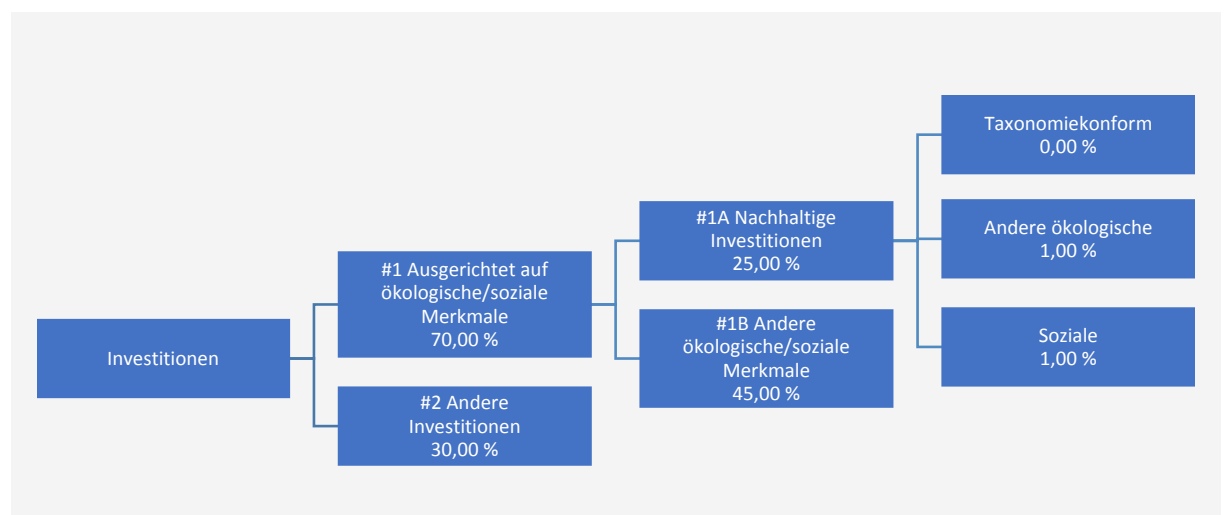 Investitionen
#1 Ausgerichtet auf
ökologische/soziale
Merkmale
70,00 %
#2 Andere
Investitionen
30,00 %
#1A Nachhaltige
Investitionen
25,00 %
#1B Andere
ökologische/soziale
Merkmale
45,00 %
Taxonomiekonform
0,00 %
Andere ökologische
1,00 %
Soziale
1,00 %